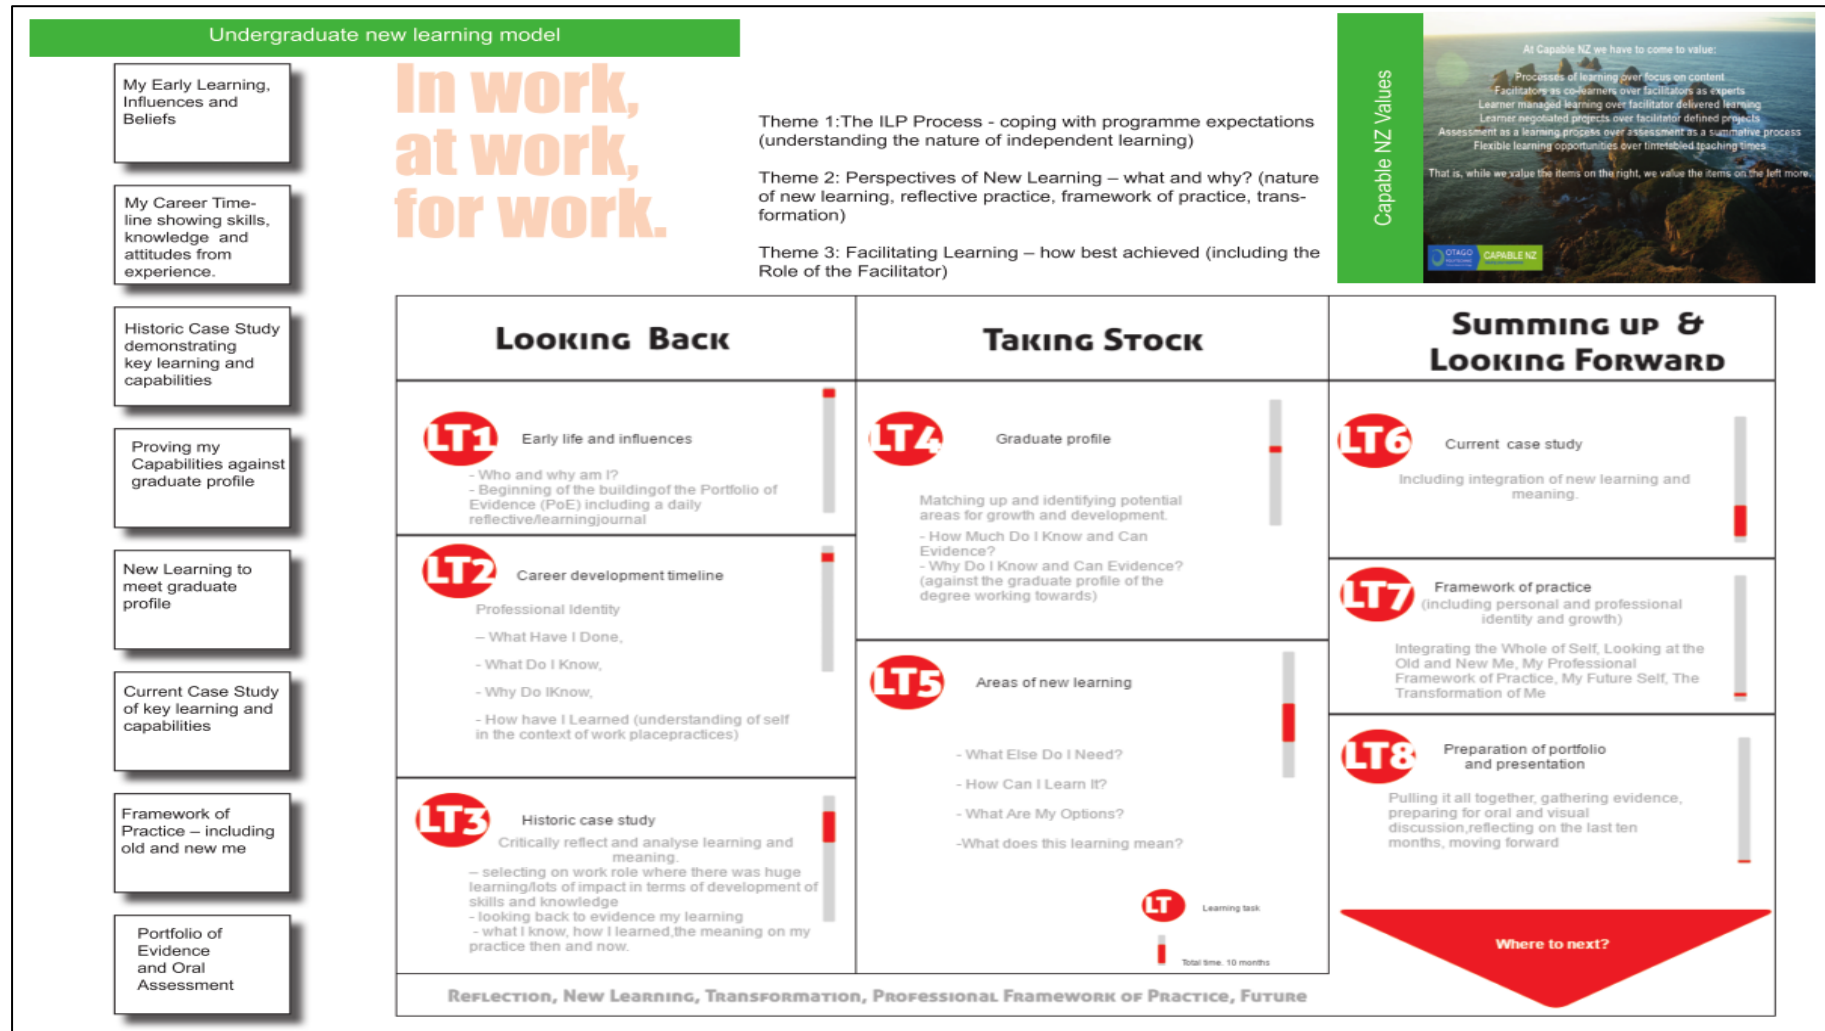 Undergraduate new learning model
My Early Learning,
Influences and
Beliefs
My Career Time-
line showing skills,
knowledge and
attitudes from
experience.
Historic Case Study
demonstrating
key learning and
capabilities
Proving my
Capabilities against
graduate profile
New Learning to
meet graduate
profile
Current Case Study
of key learning and
capabilities
Framework of
Practice – including
old and new me
Portfolio of
Evidence
and Oral
Assessment
In work,
at work,
for work.
Theme 1:The ILP Process - coping with programme expectations
(understanding the nature of independent learning)
Theme 2: Perspectives of New Learning – what and why? (nature
of new learning, reflective practice, framework of practice, trans-
formation)
Theme 3: Facilitating Learning – how best achieved (including the
Role of the Facilitator)
Capable NZ Values
At Capable NZ we have to come to value:
Processes of learning over focus on content
Facilitators as co-learners over facilitators as experts
Learner managed learning over facilitator delivered learning
Learner negotiated projects over facilitator defined projects
Assessment as a learning process over assessment as a summative process
Flexible learning opportunities over timetabled teaching times
That is, while we value the items on the right, we value the items on the left more.
OTAGO
POLYTECHNIC
CAPABLE NZ
Looking Back
LT1
Early life and influences
- Who and why am I?
- Beginning of the buildingof the Portfolio of
Evidence (PoE) including a daily
reflective/learningjournal
LT2
Career development timeline
Professional Identity
– What Have I Done,
- What Do I Know,
- Why Do IKnow,
- How have I Learned (understanding of self
in the context of work placepractices)
LT3
Historic case study
Critically reflect and analyse learning and
meaning.
– selecting on work role where there was huge
learning/lots of impact in terms of development of
skills and knowledge
- looking back to evidence my learning
- what I know, how I learned,the meaning on my
practice then and now.
Taking Stock
LT4
Graduate profile
Matching up and identifying potential
areas for growth and development.
- How Much Do I Know and Can
Evidence?
- Why Do I Know and Can Evidence?
(against the graduate profile of the
degree working towards)
LT5
Areas of new learning
- What Else Do I Need?
- How Can I Learn It?
- What Are My Options?
-What does this learning mean?
LT
Learning task
Total time. 10 months
Summing up & 
Looking Forward
LT6
Current case study
Including integration of new learning and
meaning.
LT7
Framework of practice
(including personal and professional
identity and growth)
Integrating the Whole of Self, Looking at the
Old and New Me, My Professional
Framework of Practice, My Future Self, The
Transformation of Me
LT8
Preparation of portfolio
and presentation
Pulling it all together, gathering evidence,
preparing for oral and visual
discussion,reflecting on the last ten
months, moving forward
Where to next?
Reflection, New Learning, Transformation, Professional Framework of Practice, Future